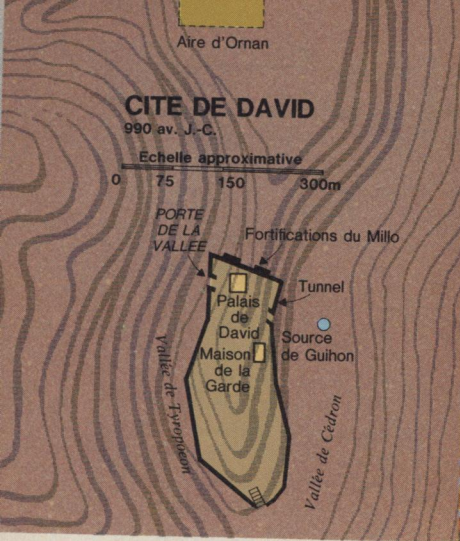 Aire d'Ornan
CITE DE DAVID
990 av. J.-C.
Echelle approximative
0 75 150 300m
PORTE
DE LA
VALLEE
Fortifications du Millo
Tunnel
Palais
de
David
Source
de Guihon
Maison
de la
Garde
Vallée de Tyropoeon
Vallée de Cédron